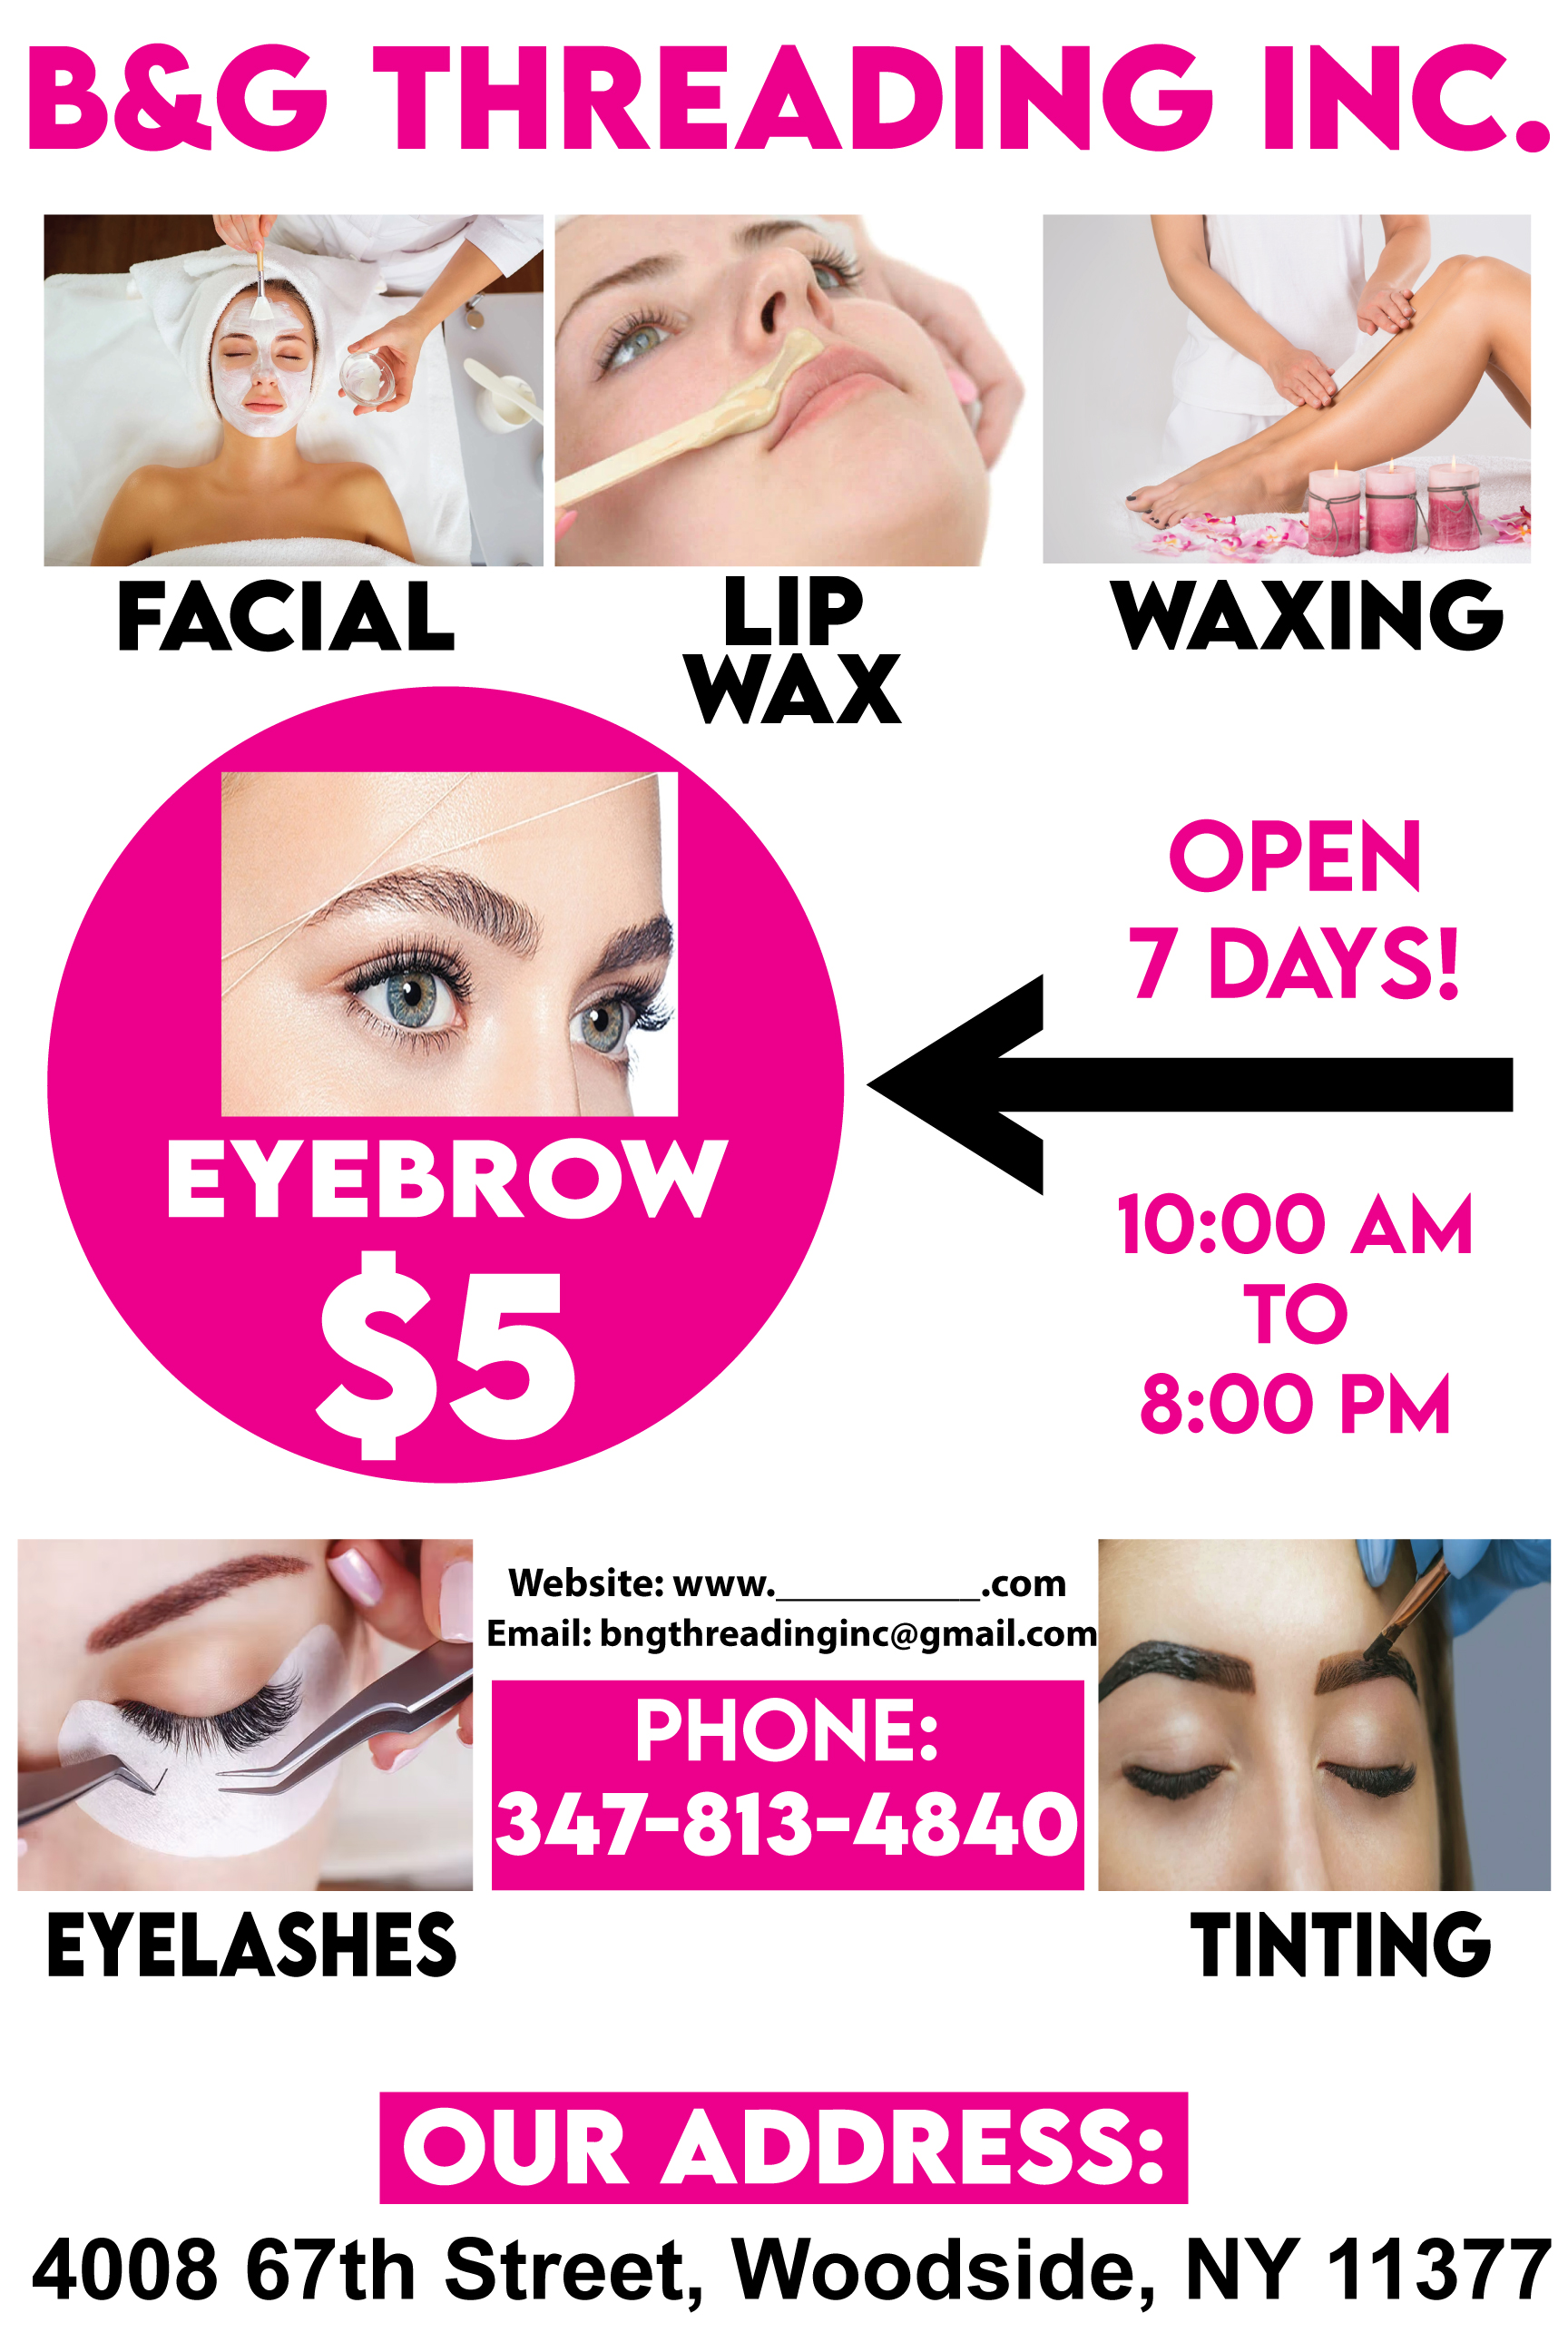 B&G THREADING INC.
FACIAL
LIP
WAX
WAXING
EYEBROW
$5
OPEN
7 DAYS!
10:00 AM
TO
8:00 PM
Website: www.__________.com
Email: bngthreadinginc@gmail.com
PHONE:
347-813-4840
EYELASHES
TINTING
OUR ADDRESS:
4008 67th Street, Woodside, NY 11377